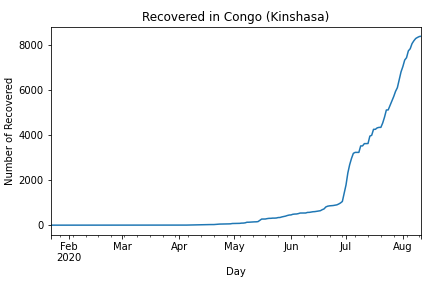 Recovered in Congo (Kinshasa)
Number of Recovered
8000
6000
4000
2000
0
Feb Mar Apr May Jun Jul Aug
2020
Day